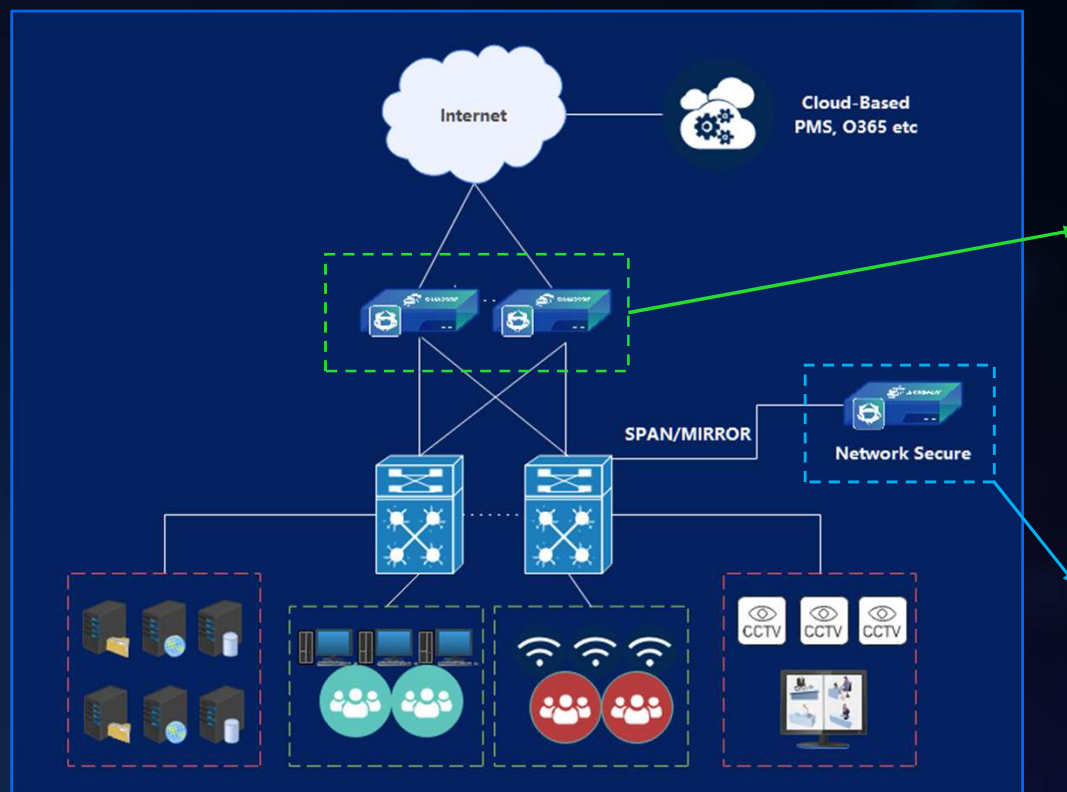 Internet
Cloud-Based
PMS, O365 etc
SPAN/MIRROR
Network Secure
CCTV
CCTV
CCTV